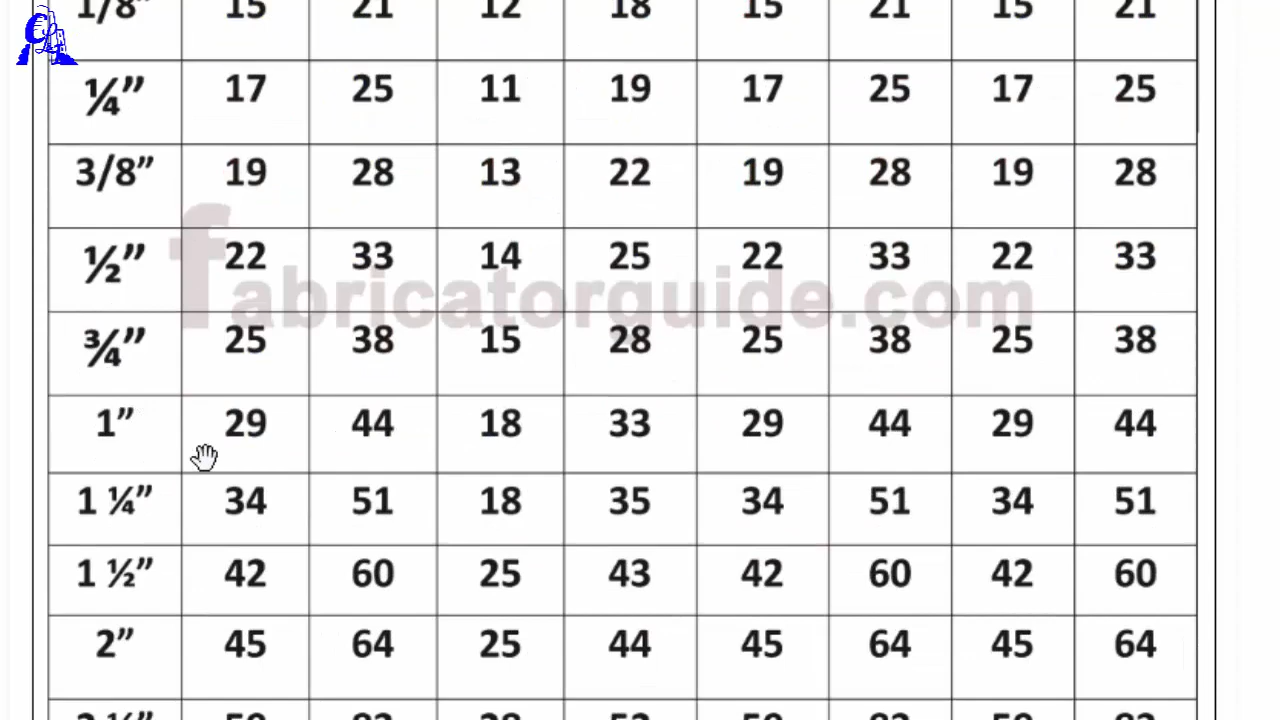 1/8” 15 21 12 18 15 21 15 21
¼” 17 25 11 19 17 25 17 25
3/8” 19 28 13 22 19 28 19 28
½” 22 33 14 25 22 33 22 33
fabricatorguide.com
¾” 25 38 15 28 25 38 25 38
1” 29 44 18 33 29 44 29 44
1 ¼” 34 51 18 35 34 51 34 51
1 ½” 42 60 25 43 42 60 42 60
2” 45 64 25 44 45 64 45 64